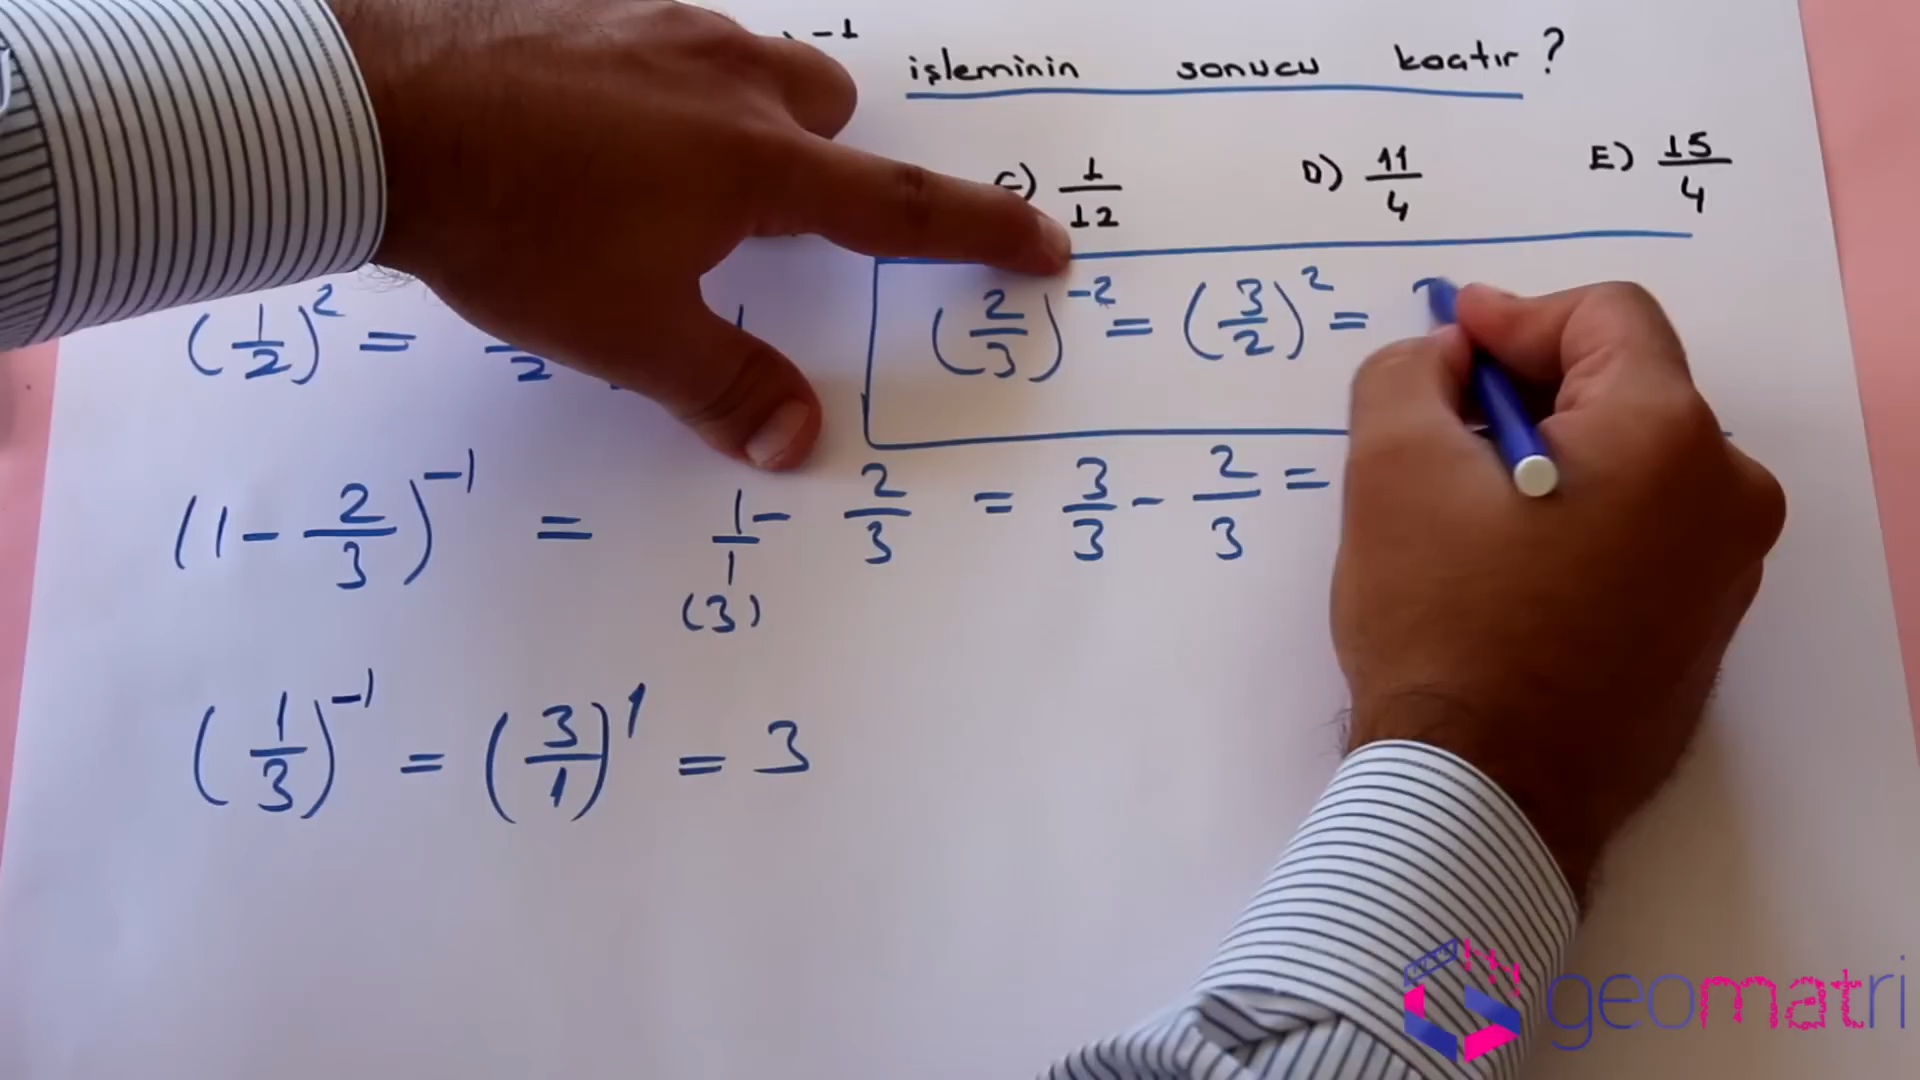 -1 işleminin sonucu kaçtır?
C) 1/12 D) 11/4 E) 15/4
(1/2)² =
(2/3)⁻² = (3/2)² =
(1 - 2/3)⁻¹ = 1/1 - 2/3 = 3/3 - 2/3 =
(3)
(1/3)⁻¹ = (3/1)¹ = 3
geomatri